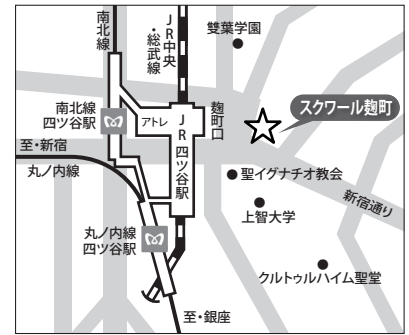 南北線
JR中央
・総武線
雙葉学園
麹町口
スクワール麹町
南北線
四ツ谷駅
アトレ
JR四ツ谷駅
至・新宿
丸ノ内線
聖イグナチオ教会
上智大学
新宿通り
丸ノ内線
四ツ谷駅
クルトゥルハイム聖堂
至・銀座